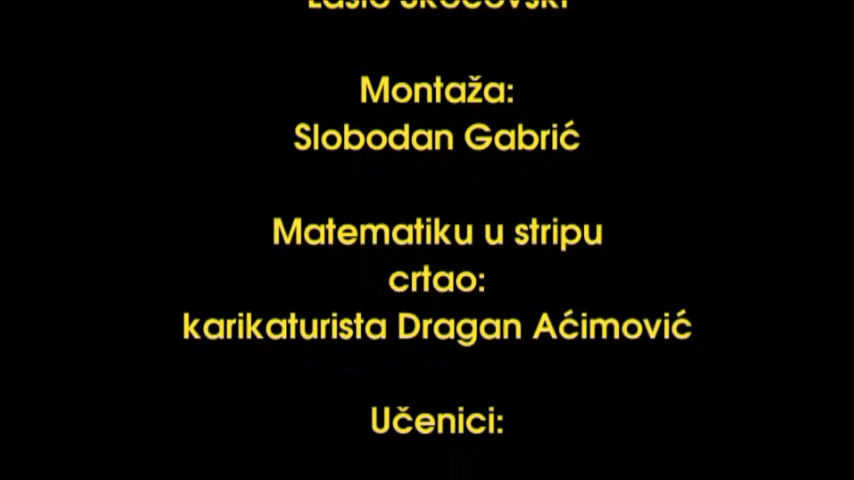 Montaža:
Slobodan Gabrić
Matematiku u stripu
crtao:
karikaturista Dragan Aćimović
Učenici: